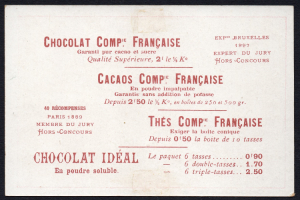 CHOCOLAT COMPIE FRANÇAISE
Garanti pur cacao et sucre
Qualité Supérieure, 2f le ½ Ko
EXPON BRUXELLES
1897
EXPERT DU JURY
HORS-CONCOURS
CACAOS COMPIE FRANÇAISE
En poudre impalpable
Garantis sans addition de potasse
Depuis 2f50 le ½ Ko, en boîtes de 250 et 500 gr.
40 RÉCOMPENSES
PARIS 1889
MEMBRE DU JURY
HORS-CONCOURS
THÉS COMPIE FRANÇAISE
Exiger la boîte conique
Depuis 0f50 la boîte de 10 tasses
CHOCOLAT IDÉAL
En poudre soluble.
Le paquet 6 tasses 0f90
— 6 double-tasses 1.70
— 6 triple-tasses 2.50